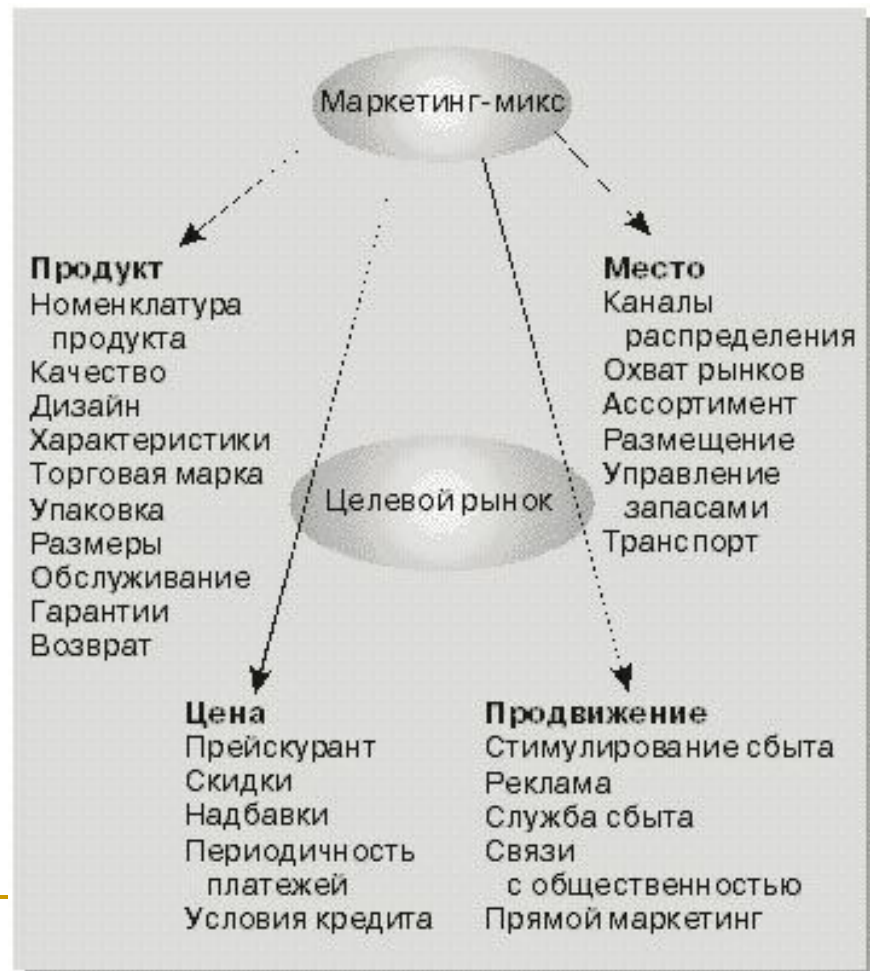 Маркетинг-микс
Продукт
Номенклатура
продукта
Качество
Дизайн
Характеристики
Торговая марка
Упаковка
Размеры
Обслуживание
Гарантии
Возврат
Место
Каналы
распределения
Охват рынков
Ассортимент
Размещение
Управление
запасами
Транспорт
Целевой рынок
Цена
Прейскурант
Скидки
Надбавки
Периодичность
платежей
Условия кредита
Продвижение
Стимулирование сбыта
Реклама
Служба сбыта
Связи
с общественностью
Прямой маркетинг